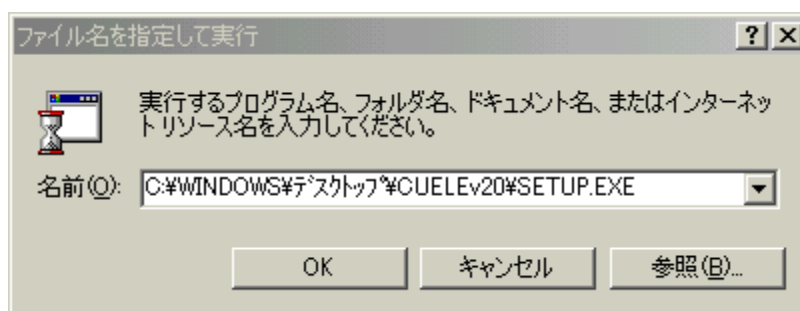 ファイル名を指定して実行
実行するプログラム名、フォルダ名、ドキュメント名、またはインターネッ
トリソース名を入力してください。
名前(O): C:¥WINDOWS¥ﾃﾞｽｸﾄｯﾌﾟ¥CUELEv20¥SETUP.EXE
OK キャンセル 参照(B)...